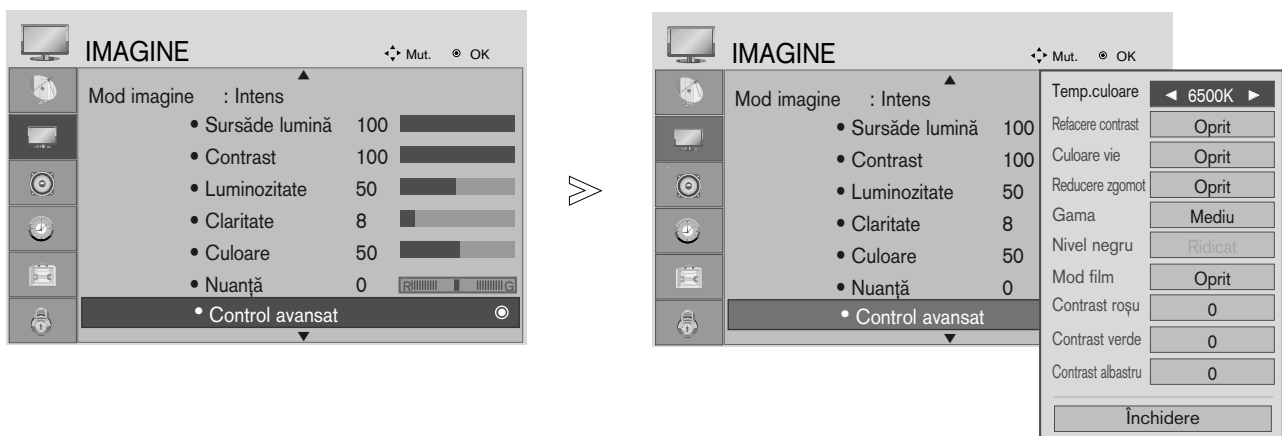 IMAGINE Mut. OK
Mod imagine : Intens
• Sursăde lumină 100
• Contrast 100
• Luminozitate 50
• Claritate 8
• Culoare 50
• Nuanță 0 R G
• Control avansat
IMAGINE Mut. OK
Mod imagine : Intens
• Sursăde lumină 100
• Contrast 100
• Luminozitate 50
• Claritate 8
• Culoare 50
• Nuanță 0
• Control avansat
Temp.culoare ◄ 6500K ►
Refacere contrast Oprit
Culoare vie Oprit
Reducere zgomot Oprit
Gama Mediu
Nivel negru Ridicat
Mod film Oprit
Contrast roșu 0
Contrast verde 0
Contrast albastru 0
Închidere